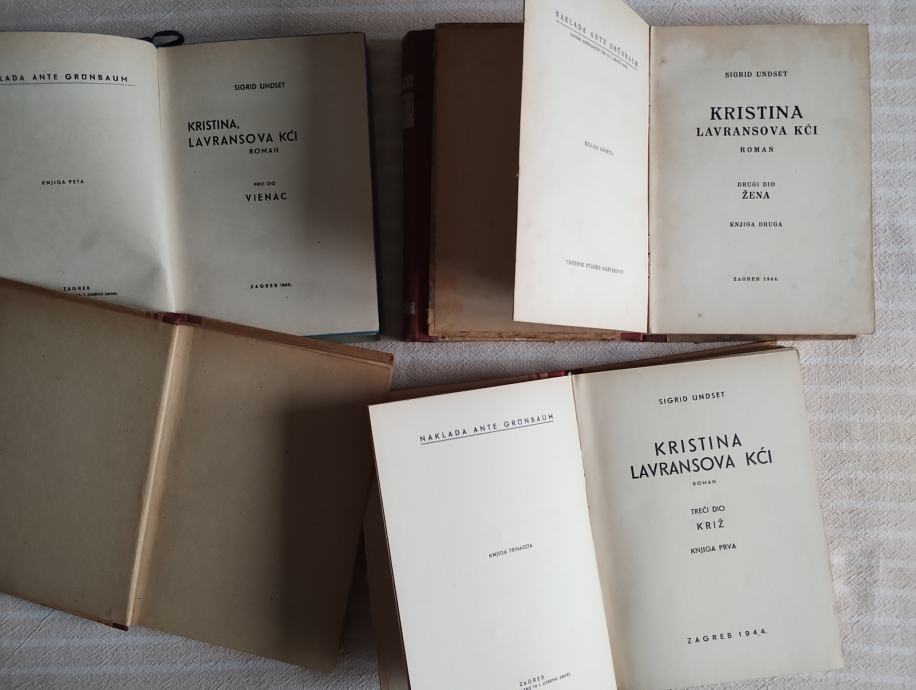 LADA ANTE GRÜNBAUM
KNJIGA PETA
ZAGREB
SIGRID UNDSET
KRISTINA,
LAVRANSOVA KĆI
ROMAN
PRVI DIO
VIENAC
ZAGREB 1943.
NAKLADA ANTE GRÜNBAUM
SIGRID UNDSET
KRISTINA
LAVRANSOVA KĆI
ROMAN
DRUGI DIO
ŽENA
KNJIGA DRUGA
ZAGREB 1944.
NAKLADA ANTE GRÜNBAUM
KNJIGA TRINAESTA
ZAGREB
SIGRID UNDSET
KRISTINA
LAVRANSOVA KĆI
ROMAN
TREĆI DIO
KRIŽ
KNJIGA PRVA
ZAGREB 1944.